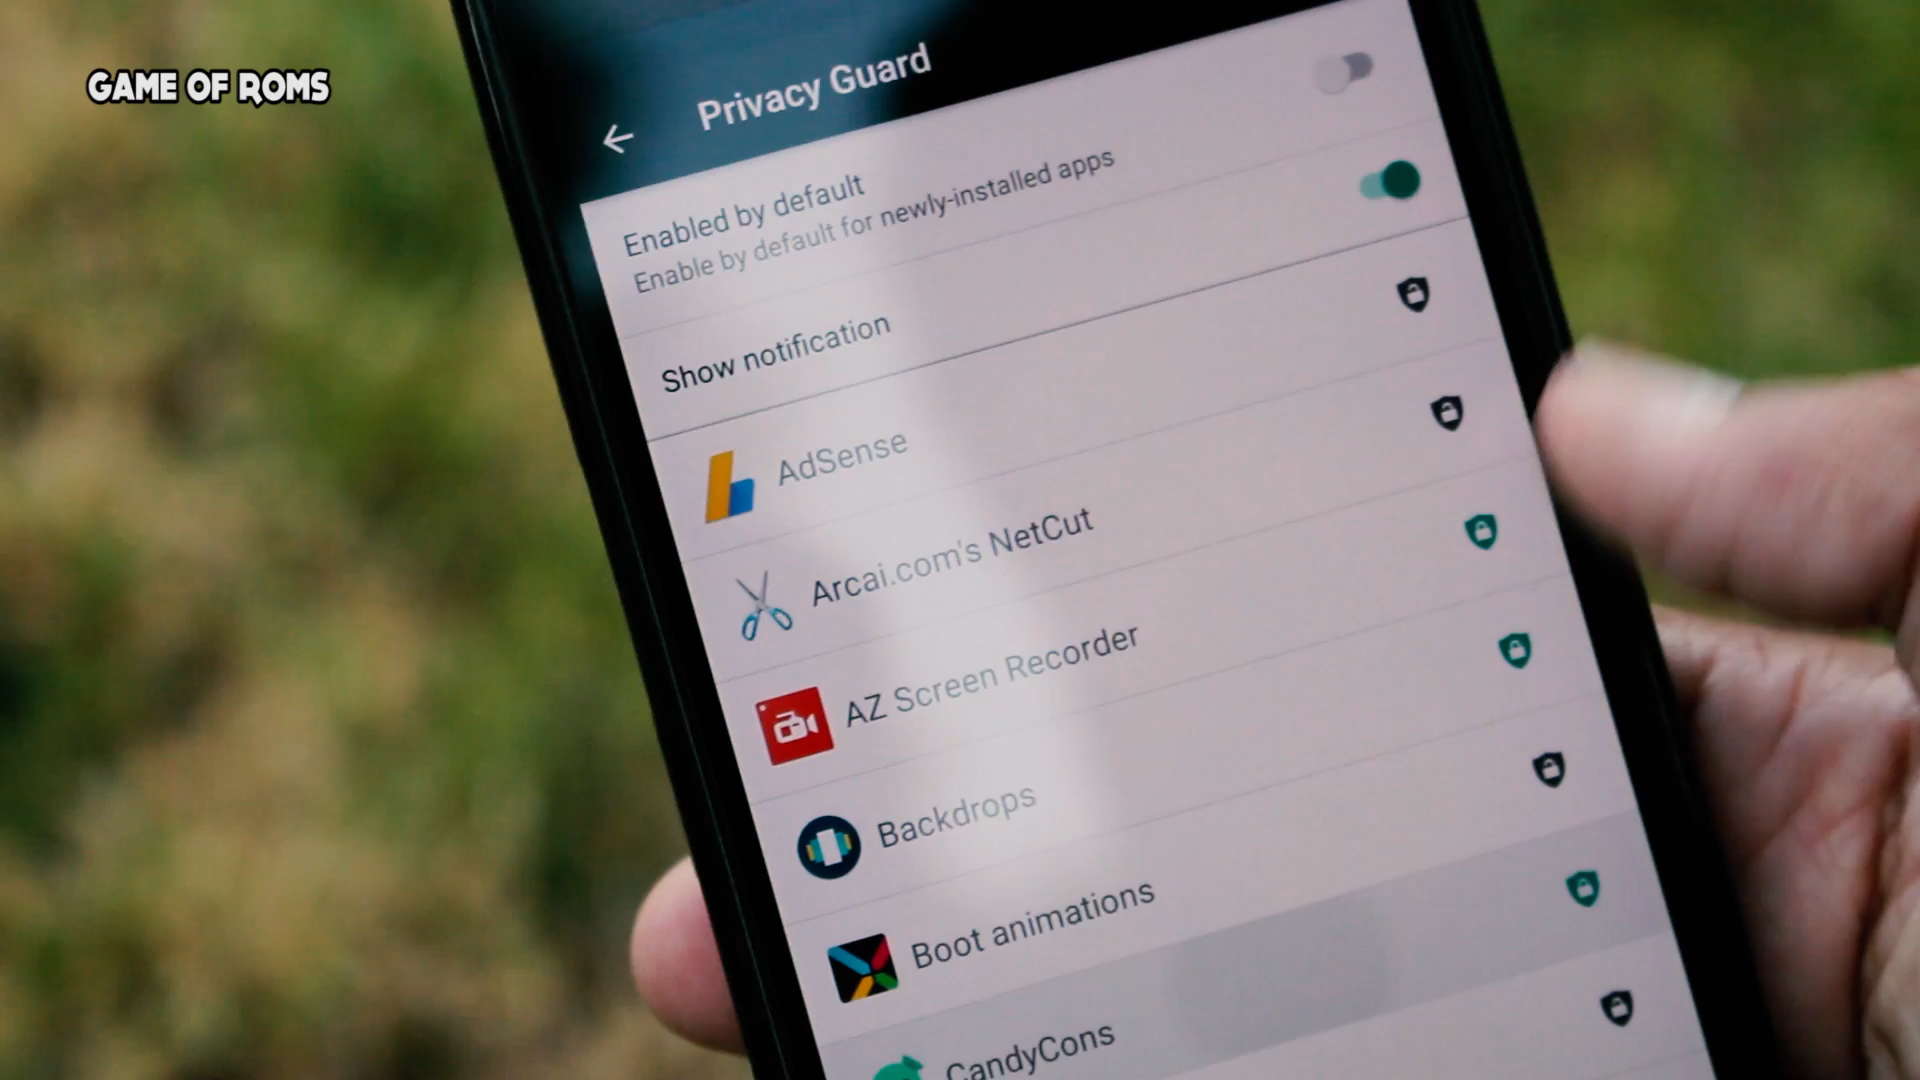 GAME OF ROMS
Privacy Guard
Enabled by default
Enable by default for newly-installed apps
Show notification
AdSense
Arcai.com's NetCut
AZ Screen Recorder
Backdrops
Boot animations
CandyCons